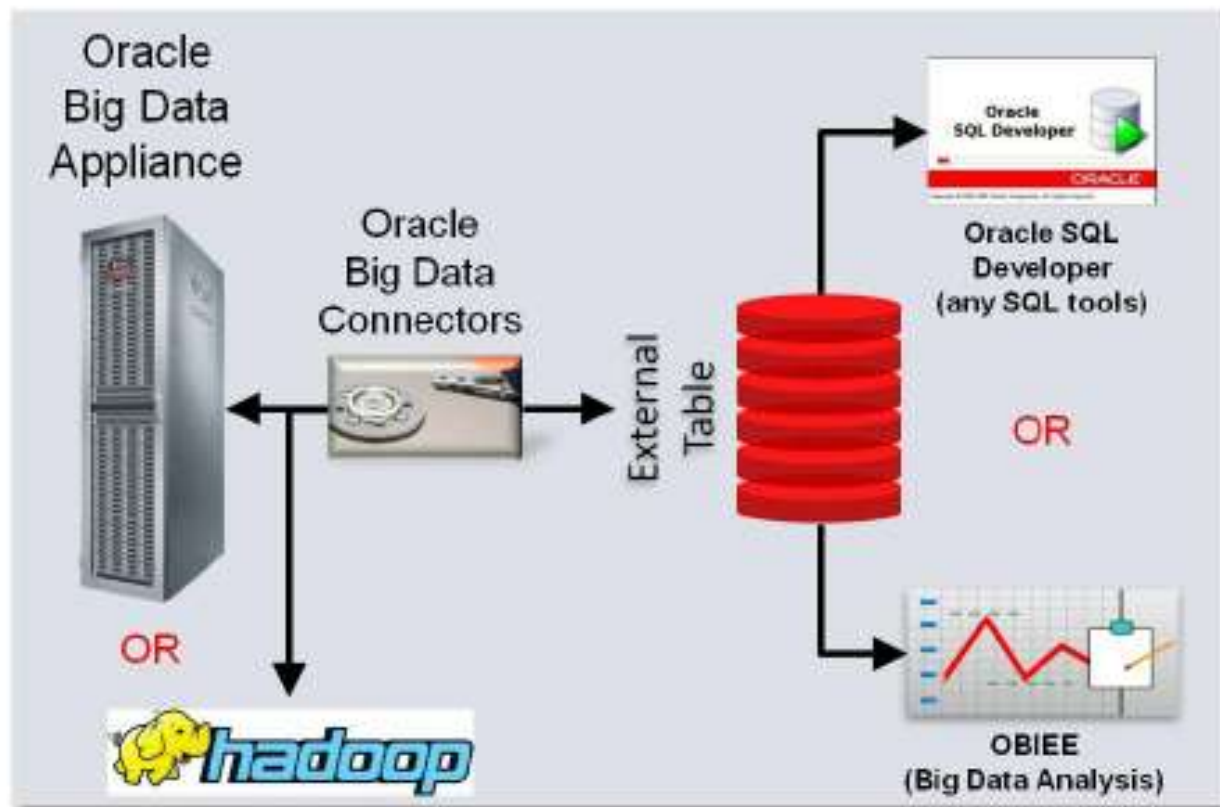 Oracle
Big Data
Appliance
Oracle
Big Data
Connectors
External
Table
Oracle
SQL Developer
ORACLE
Oracle SQL
Developer
(any SQL tools)
OR
OR
hadoop
OBIEE
(Big Data Analysis)